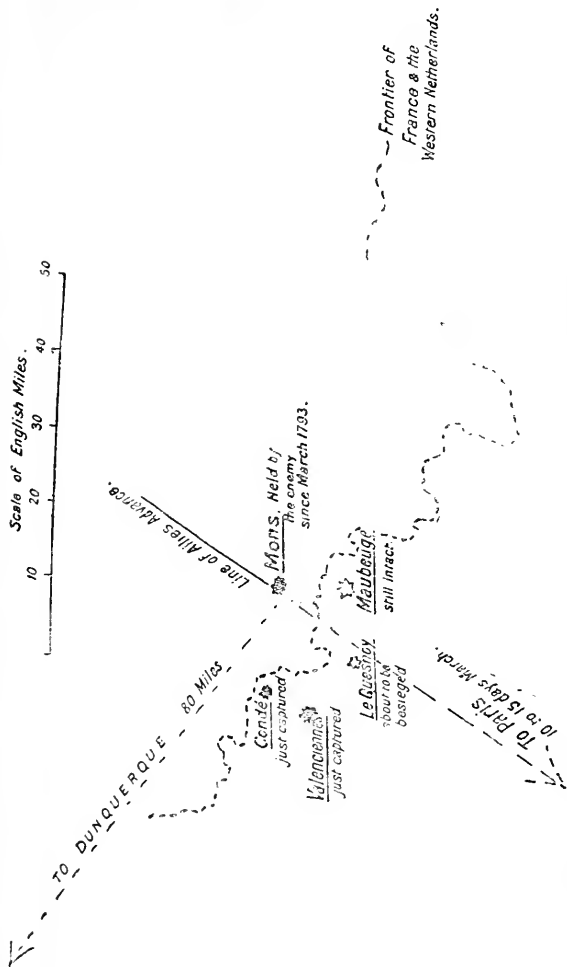 Scale of English Miles.
10 20 30 40 50
TO DUNQUERQUE 80 Miles
Line of Allies Advance.
Mons. Held by
the enemy
since March 1793.
Frontier of
France & the
Western Netherlands.
Condé
just captured
Valenciennes
just captured
Le Quesnoy
about to be
besieg'd
Maubeuge
still intact
To PARIS
10 to 15 days March.